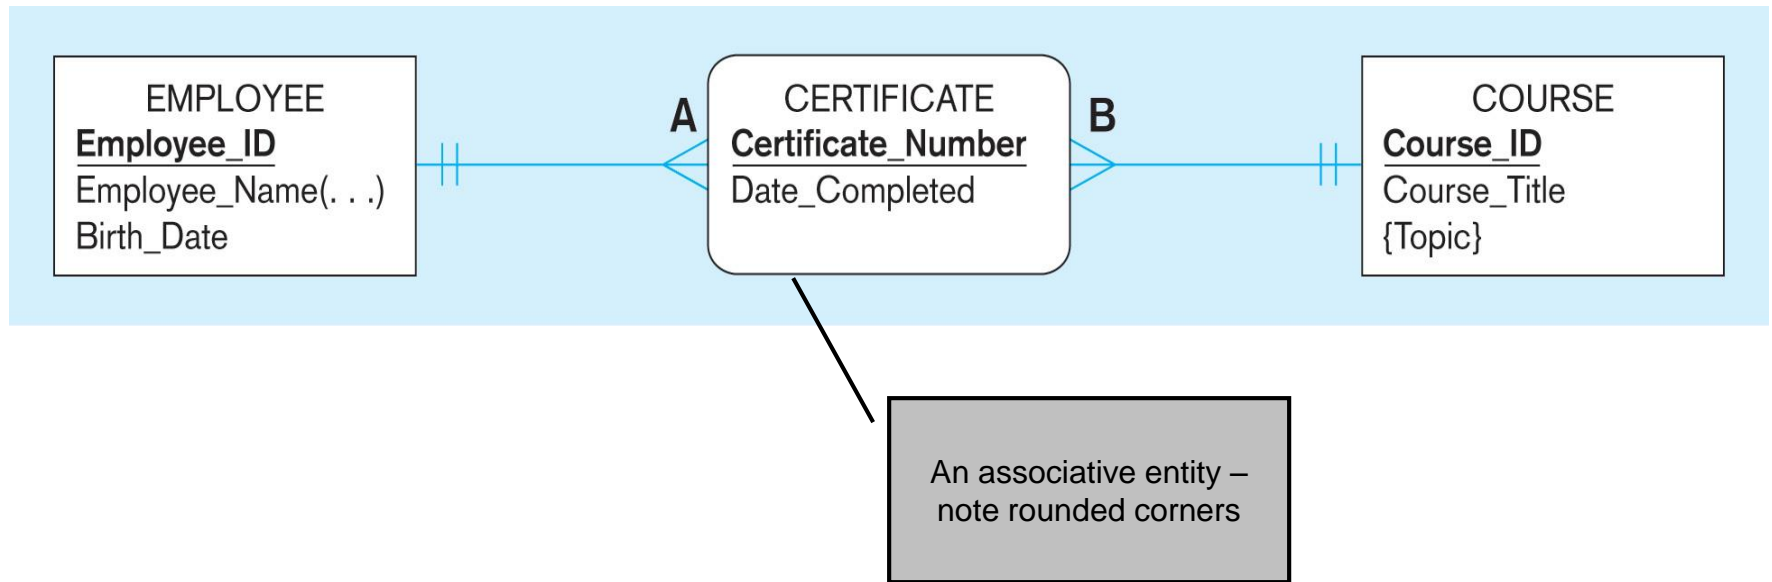 EMPLOYEE
Employee_ID
Employee_Name(. . .)
Birth_Date
A
CERTIFICATE
Certificate_Number
Date_Completed
B
COURSE
Course_ID
Course_Title
{Topic}
An associative entity –
note rounded corners